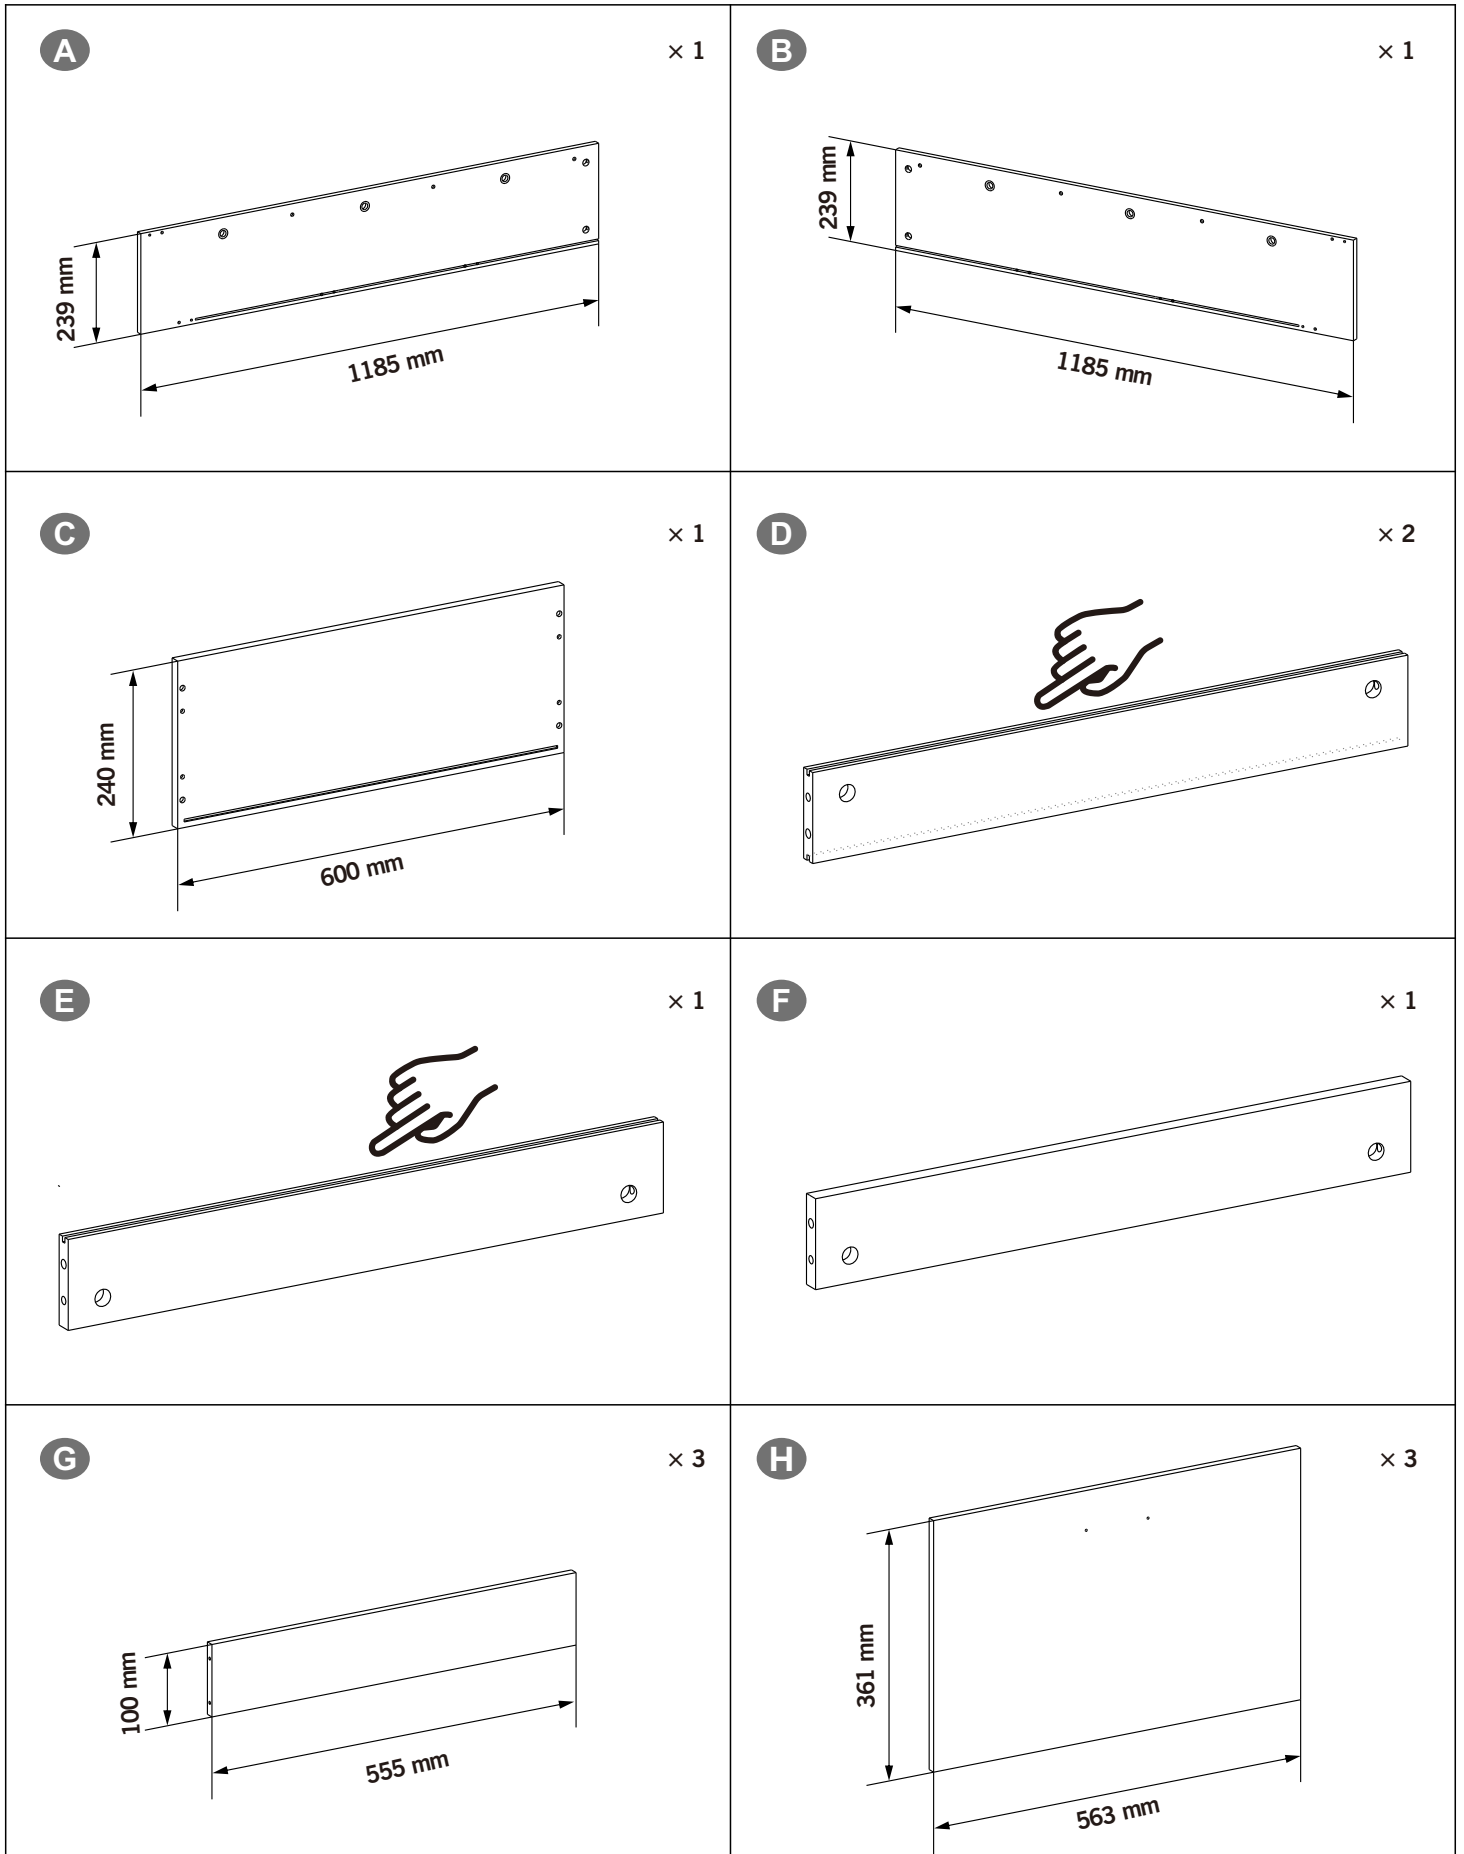 A × 1
B × 1
239 mm
1185 mm
239 mm
1185 mm
C × 1
D × 2
240 mm
600 mm
E × 1
F × 1
G × 3
H × 3
100 mm
555 mm
361 mm
563 mm